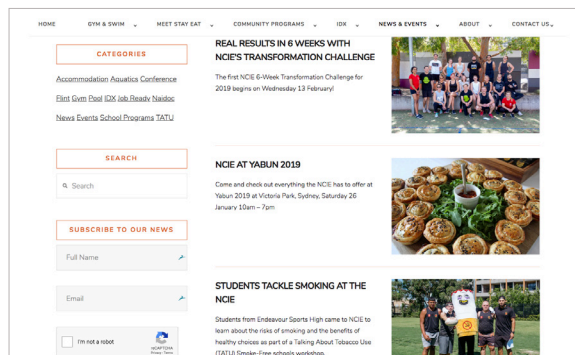 HOME GYM & SWIM MEET STAY EAT COMMUNITY PROGRAMS IDX NEWS & EVENTS ABOUT CONTACT US
CATEGORIES
Accommodation Aquatics Conference
Flint Gym Pool IDX Job Ready Naidoc
News Events School Programs TATU
SEARCH
Search
SUBSCRIBE TO OUR NEWS
Full Name
Email
I'm not a robot
reCAPTCHA
Privacy - Terms
REAL RESULTS IN 6 WEEKS WITH
NCIE'S TRANSFORMATION CHALLENGE
The first NCIE 6-Week Transformation Challenge for
2019 begins on Wednesday 13 February!
NCIE AT YABUN 2019
Come and check out everything the NCIE has to offer at
Yabun 2019 at Victoria Park, Sydney, Saturday 26
January 10am – 7pm
STUDENTS TACKLE SMOKING AT THE
NCIE
Students from Endeavour Sports High came to NCIE to
learn about the risks of smoking and the benefits of
healthy choices as part of a Talking About Tobacco Use
(TATU) Smoke-Free schools workshop.